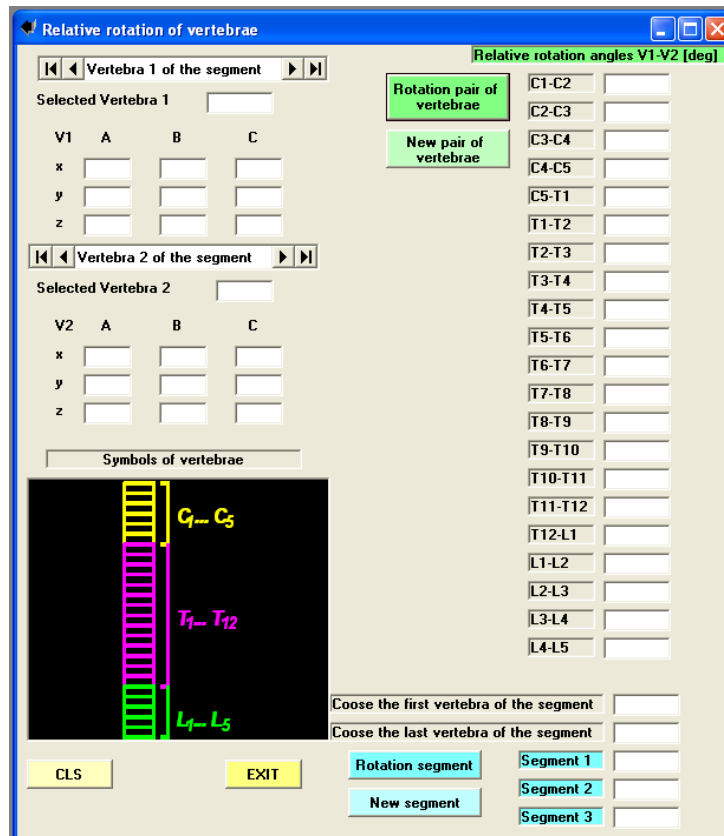 Relative rotation of vertebrae
Relative rotation angles V1-V2 [deg]
Vertebra 1 of the segment
Selected Vertebra 1
V1 A B C
x
y
z
Vertebra 2 of the segment
Selected Vertebra 2
V2 A B C
x
y
z
Symbols of vertebrae
C1... C5
T1... T12
L1... L5
CLS
EXIT
Rotation pair of
vertebrae
New pair of
vertebrae
C1-C2
C2-C3
C3-C4
C4-C5
C5-T1
T1-T2
T2-T3
T3-T4
T4-T5
T5-T6
T6-T7
T7-T8
T8-T9
T9-T10
T10-T11
T11-T12
T12-L1
L1-L2
L2-L3
L3-L4
L4-L5
Coose the first vertebra of the segment
Coose the last vertebra of the segment
Rotation segment
New segment
Segment 1
Segment 2
Segment 3